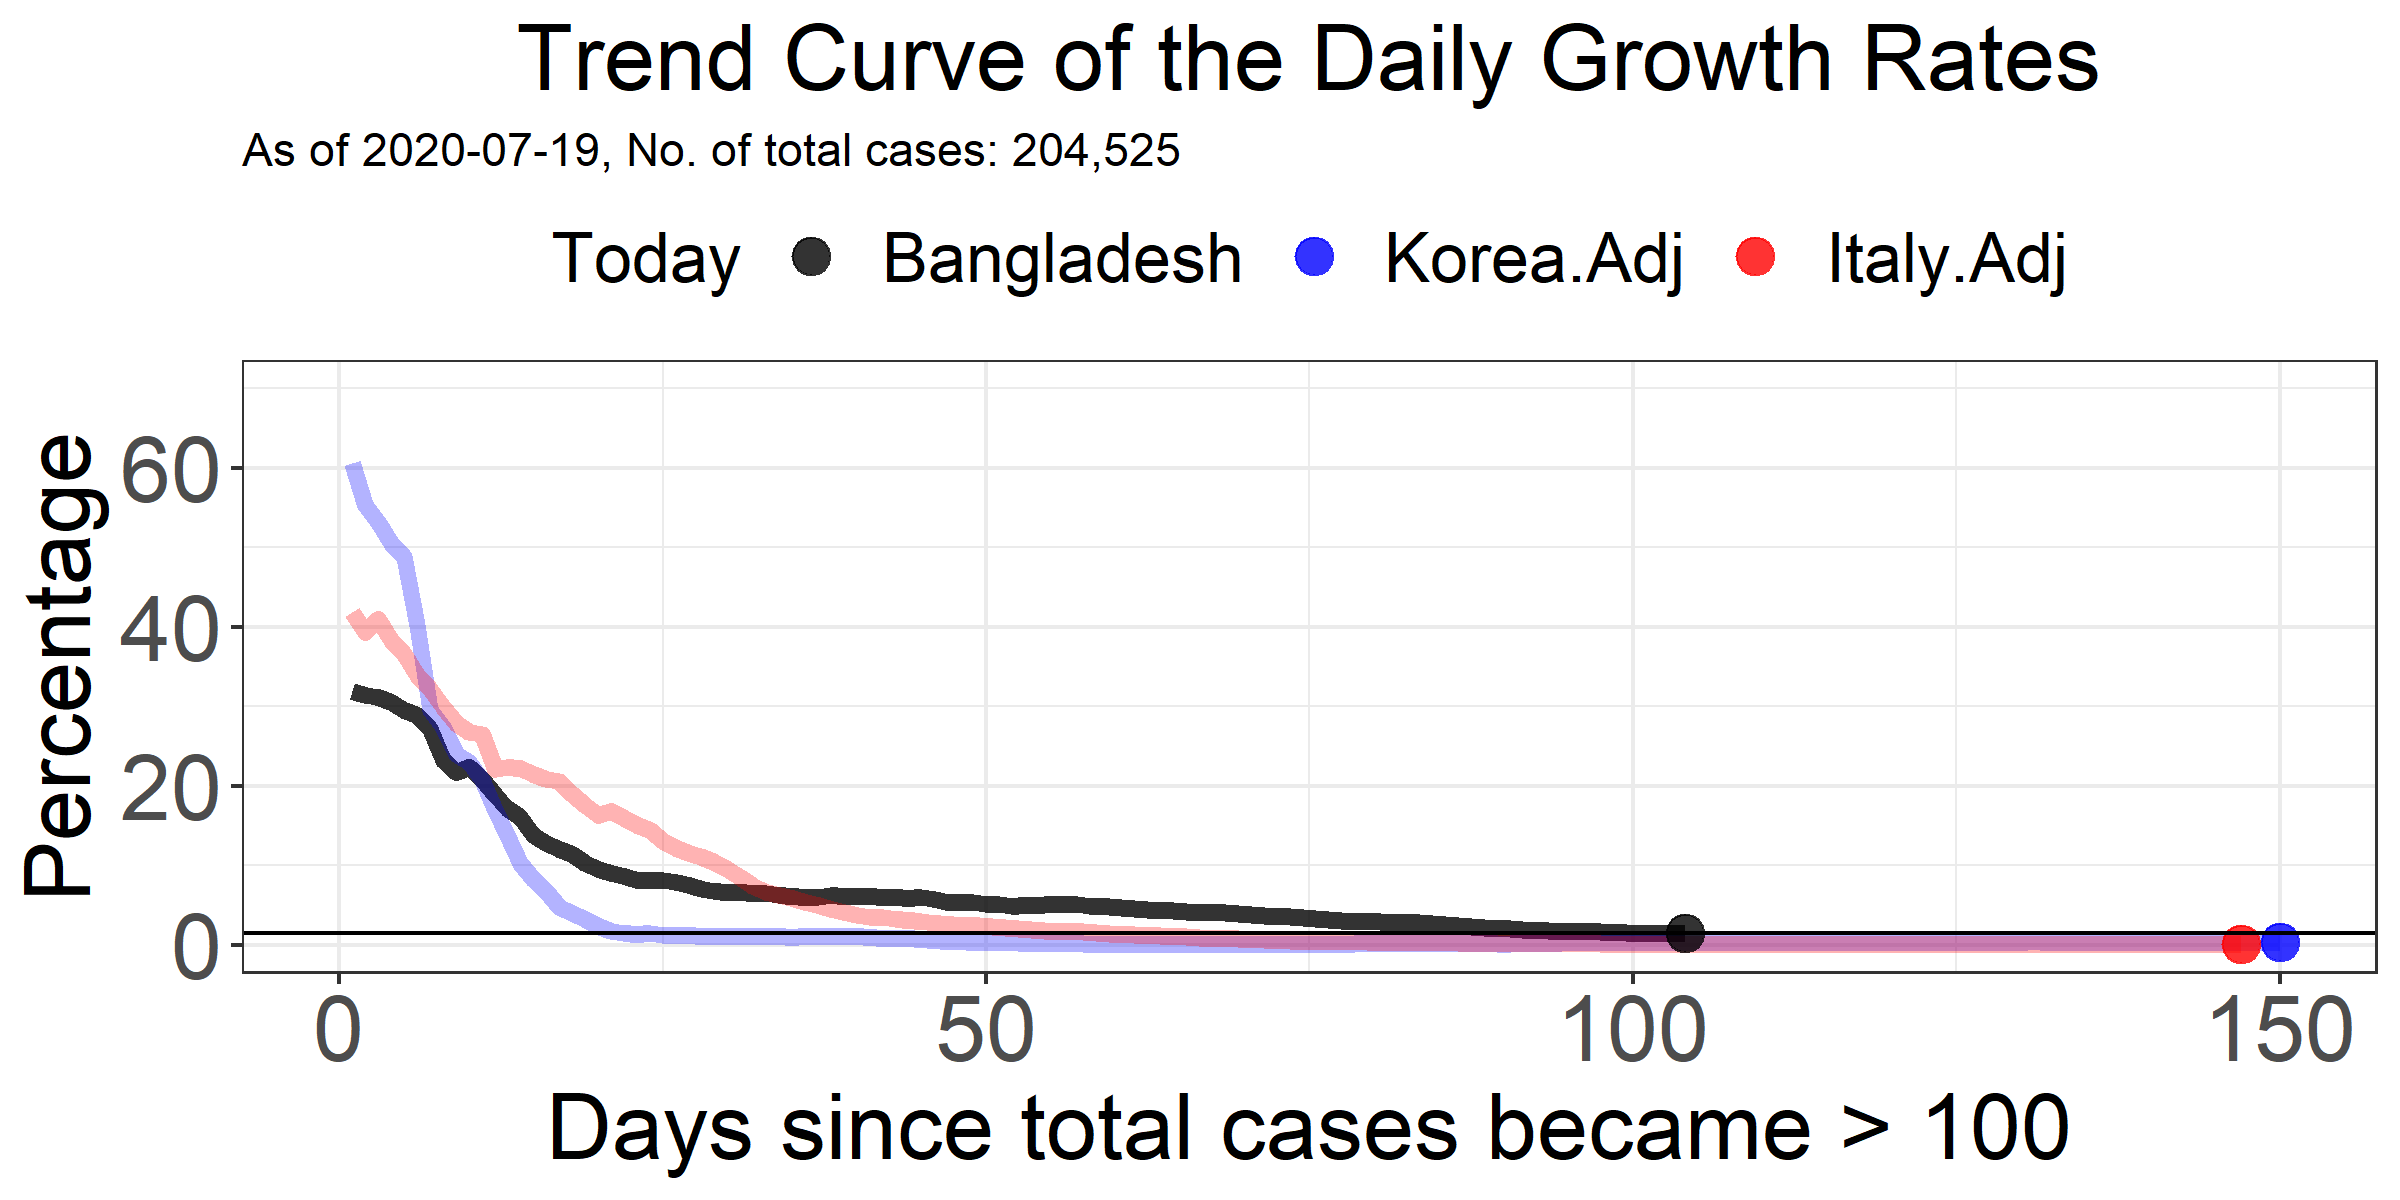 Trend Curve of the Daily Growth Rates
As of 2020-07-19, No. of total cases: 204,525
Today Bangladesh Korea.Adj Italy.Adj
Percentage
60
40
20
0
0 50 100 150
Days since total cases became > 100